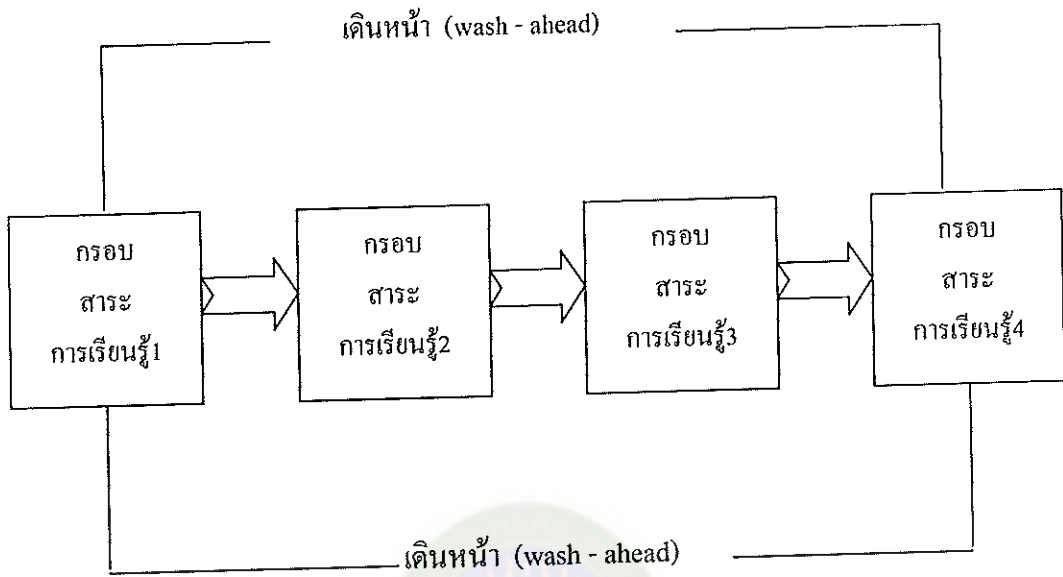 เดินหน้า (wash - ahead)
กรอบ
สาระ
การเรียนรู้1
กรอบ
สาระ
การเรียนรู้2
กรอบ
สาระ
การเรียนรู้3
กรอบ
สาระ
การเรียนรู้4
เดินหน้า (wash - ahead)